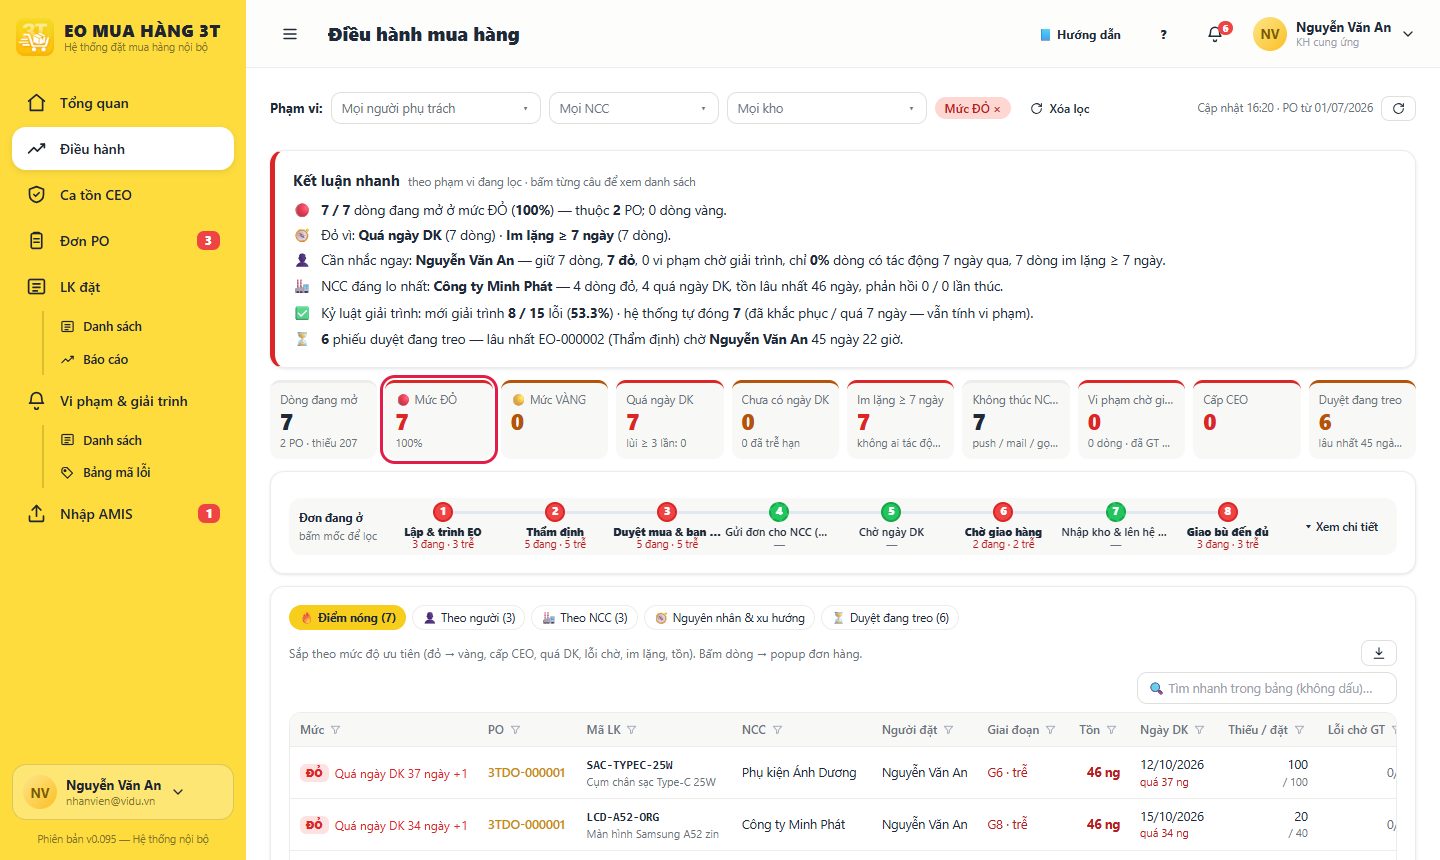 EO MUA HÀNG 3T
Hệ thống đặt mua hàng nội bộ
Tổng quan
Điều hành
Ca tồn CEO
Đơn PO 3
LK đặt
Danh sách
Báo cáo
Vi phạm & giải trình
Danh sách
Bảng mã lỗi
Nhập AMIS 1
NV Nguyễn Văn An
nhanvien@vidu.vn
Phiên bản v0.095 — Hệ thống nội bộ
Điều hành mua hàng
Hướng dẫn ? 6 NV Nguyễn Văn An
KH cung ứng
Phạm vi: Mọi người phụ trách Mọi NCC Mọi kho Mức ĐỎ × Xóa lọc Cập nhật 16:20 · PO từ 01/07/2026
Kết luận nhanh theo phạm vi đang lọc · bấm từng câu để xem danh sách
7 / 7 dòng đang mở ở mức ĐỎ (100%) — thuộc 2 PO; 0 dòng vàng.
Đỏ vì: Quá ngày DK (7 dòng) · Im lặng ≥ 7 ngày (7 dòng).
Cần nhắc ngay: Nguyễn Văn An — giữ 7 dòng, 7 đỏ, 0 vi phạm chờ giải trình, chỉ 0% dòng có tác động 7 ngày qua, 7 dòng im lặng ≥ 7 ngày.
NCC đáng lo nhất: Công ty Minh Phát — 4 dòng đỏ, 4 quá ngày DK, tồn lâu nhất 46 ngày, phản hồi 0 / 0 lần thúc.
Kỷ luật giải trình: mới giải trình 8 / 15 lỗi (53.3%) · hệ thống tự đóng 7 (đã khắc phục / quá 7 ngày — vẫn tính vi phạm).
6 phiếu duyệt đang treo — lâu nhất EO-000002 (Thẩm định) chờ Nguyễn Văn An 45 ngày 22 giờ.
Dòng đang mở
7
2 PO · thiếu 207
Mức ĐỎ
7
100%
Mức VÀNG
0
Quá ngày DK
7
lùi ≥ 3 lần: 0
Chưa có ngày DK
0
0 đã trễ hạn
Im lặng ≥ 7 ngày
7
không ai tác độ...
Không thúc NC...
7
push / mail / gọ...
Vi phạm chờ gi...
0
0 dòng · đã GT ...
Cấp CEO
0
Duyệt đang treo
6
lâu nhất 45 ngà...
Đơn đang ở
bấm mốc để lọc
1
Lập & trình EO
3 đang · 3 trễ
2
Thẩm định
5 đang · 5 trễ
3
Duyệt mua & bạn ...
5 đang · 5 trễ
4
Gửi đơn cho NCC (...
—
5
Chờ ngày DK
—
6
Chờ giao hàng
2 đang · 2 trễ
7
Nhập kho & lên hệ ...
—
8
Giao bù đến đủ
3 đang · 3 trễ
Xem chi tiết
Điểm nóng (7) Theo người (3) Theo NCC (3) Nguyên nhân & xu hướng Duyệt đang treo (6)
Sắp theo mức độ ưu tiên (đỏ → vàng, cấp CEO, quá DK, lỗi chờ, im lặng, tồn). Bấm dòng → popup đơn hàng.
Tìm nhanh trong bảng (không dấu)...
Mức PO Mã LK NCC Người đặt Giai đoạn Tồn Ngày DK Thiếu / đặt Lỗi chờ GT
ĐỎ Quá ngày DK 37 ngày +1 3TDO-000001 SAC-TYPEC-25W Phụ kiện Ánh Dương Nguyễn Văn An G6 · trễ 46 ng 12/10/2026 100 0/
Cụm chân sạc Type-C 25W quá 37 ng / 100
ĐỎ Quá ngày DK 34 ngày +1 3TDO-000001 LCD-A52-ORG Công ty Minh Phát Nguyễn Văn An G8 · trễ 46 ng 15/10/2026 20 0/
Màn hình Samsung A52 zin quá 34 ng / 40